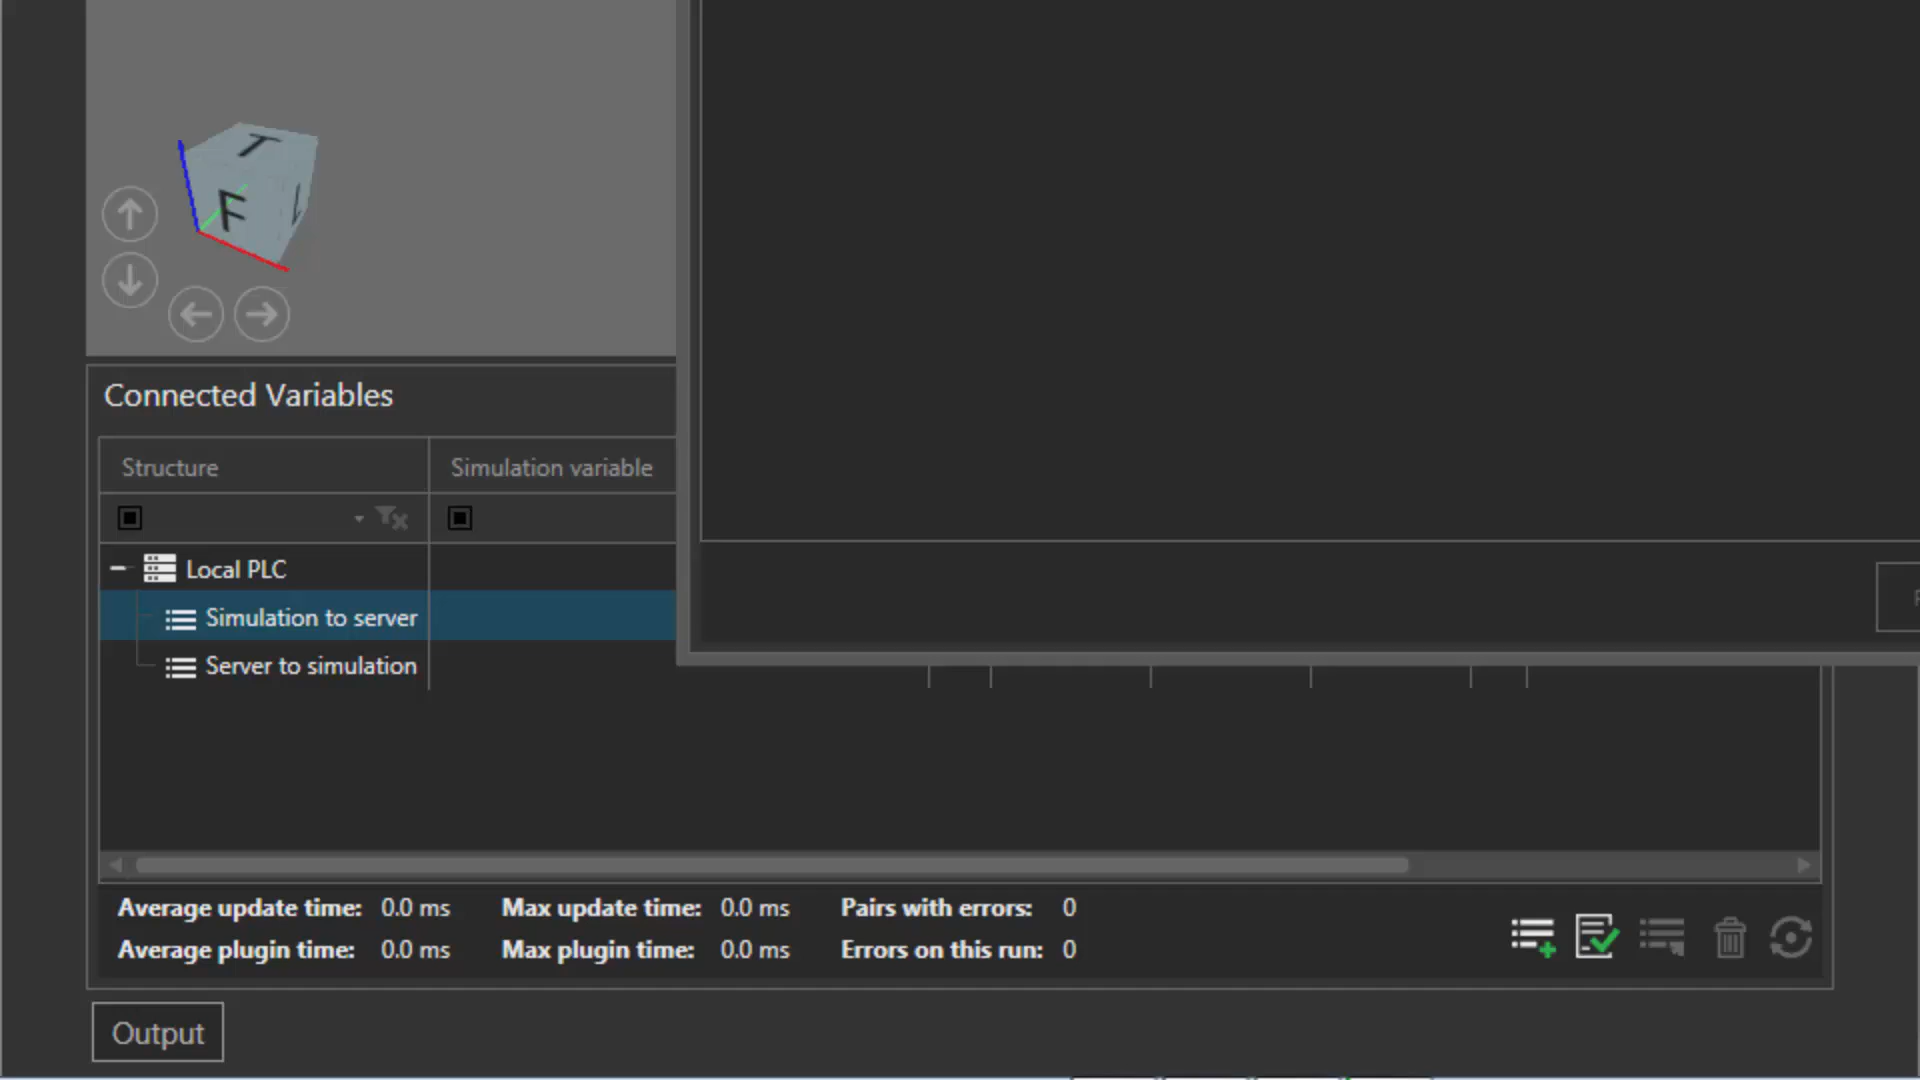 T
F
Connected Variables
Structure
Simulation variable
Local PLC
Simulation to server
Server to simulation
Average update time: 0.0 ms Max update time: 0.0 ms Pairs with errors: 0
Average plugin time: 0.0 ms Max plugin time: 0.0 ms Errors on this run: 0
Output